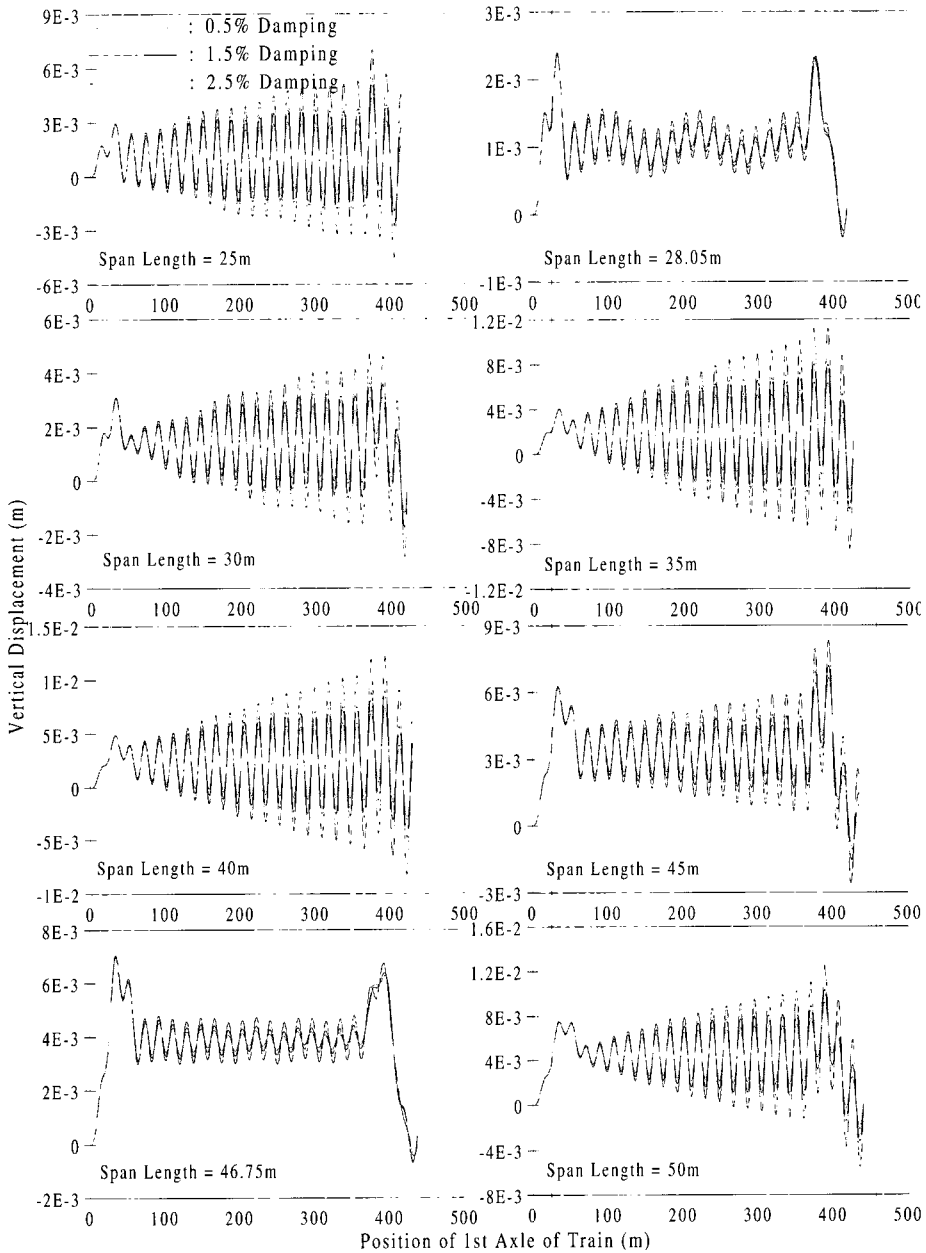 9E-3
: 0.5% Damping
: 1.5% Damping
: 2.5% Damping
6E-3
3E-3
0
-3E-3
-6E-3
Span Length = 25m
0 100 200 300 400 500
3E-3
2E-3
1E-3
0
-1E-3
Span Length = 28.05m
0 100 200 300 400 500
6E-3
4E-3
2E-3
0
-2E-3
-4E-3
Span Length = 30m
0 100 200 300 400 500
1.2E-2
8E-3
4E-3
0
-4E-3
-8E-3
-1.2E-2
Span Length = 35m
0 100 200 300 400 500
Vertical Displacement (m)
1.5E-2
1E-2
5E-3
0
-5E-3
-1E-2
Span Length = 40m
0 100 200 300 400 500
9E-3
6E-3
3E-3
0
-3E-3
Span Length = 45m
0 100 200 300 400 500
8E-3
6E-3
4E-3
2E-3
0
-2E-3
Span Length = 46.75m
0 100 200 300 400 500
1.6E-2
1.2E-2
8E-3
4E-3
0
-4E-3
-8E-3
Span Length = 50m
0 100 200 300 400 500
Position of 1st Axle of Train (m)